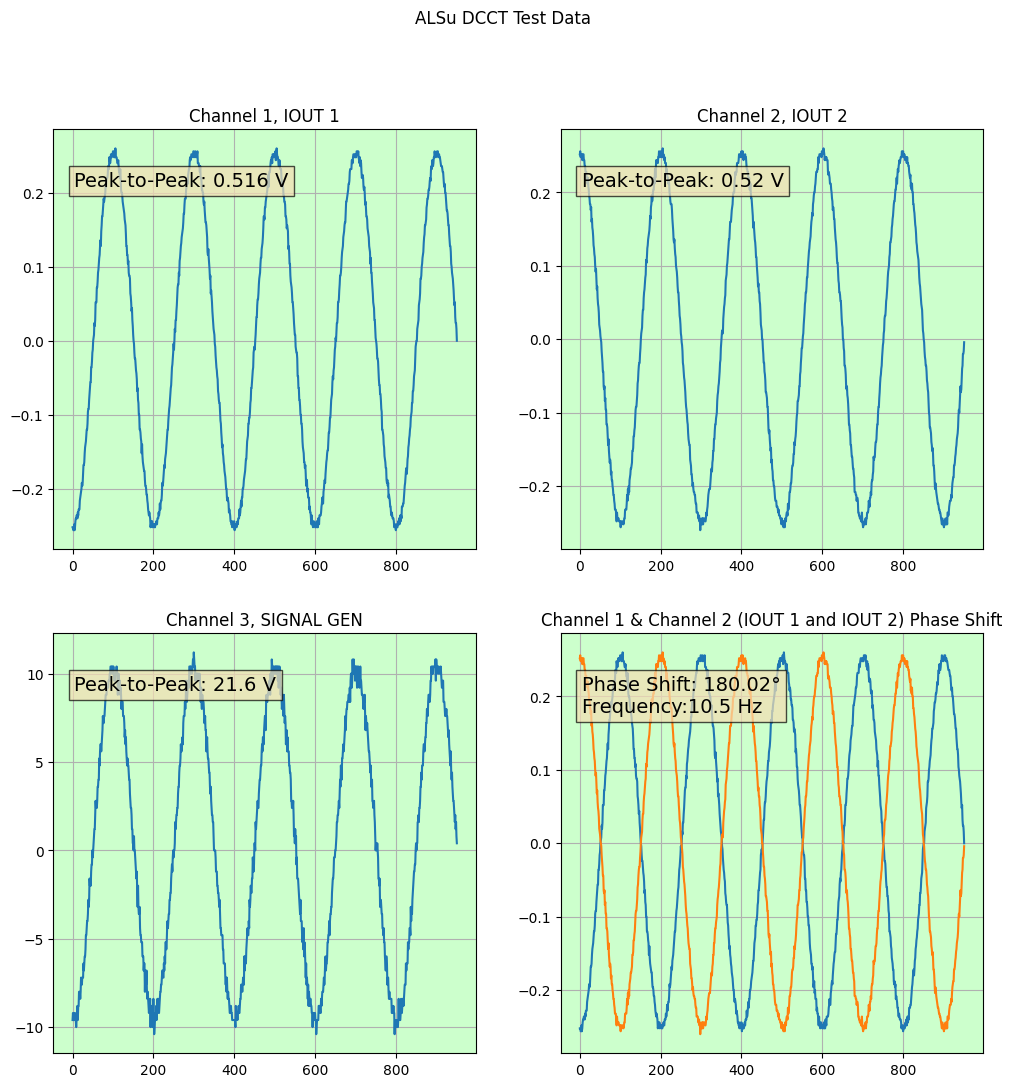 ALSu DCCT Test Data
Channel 1, IOUT 1
Peak-to-Peak: 0.516 V
0.2
0.1
0.0
−0.1
−0.2
0 200 400 600 800
Channel 2, IOUT 2
Peak-to-Peak: 0.52 V
0.2
0.1
0.0
−0.1
−0.2
0 200 400 600 800
Channel 3, SIGNAL GEN
Peak-to-Peak: 21.6 V
10
5
0
−5
−10
0 200 400 600 800
Channel 1 & Channel 2 (IOUT 1 and IOUT 2) Phase Shift
Phase Shift: 180.02°
Frequency:10.5 Hz
0.2
0.1
0.0
−0.1
−0.2
0 200 400 600 800